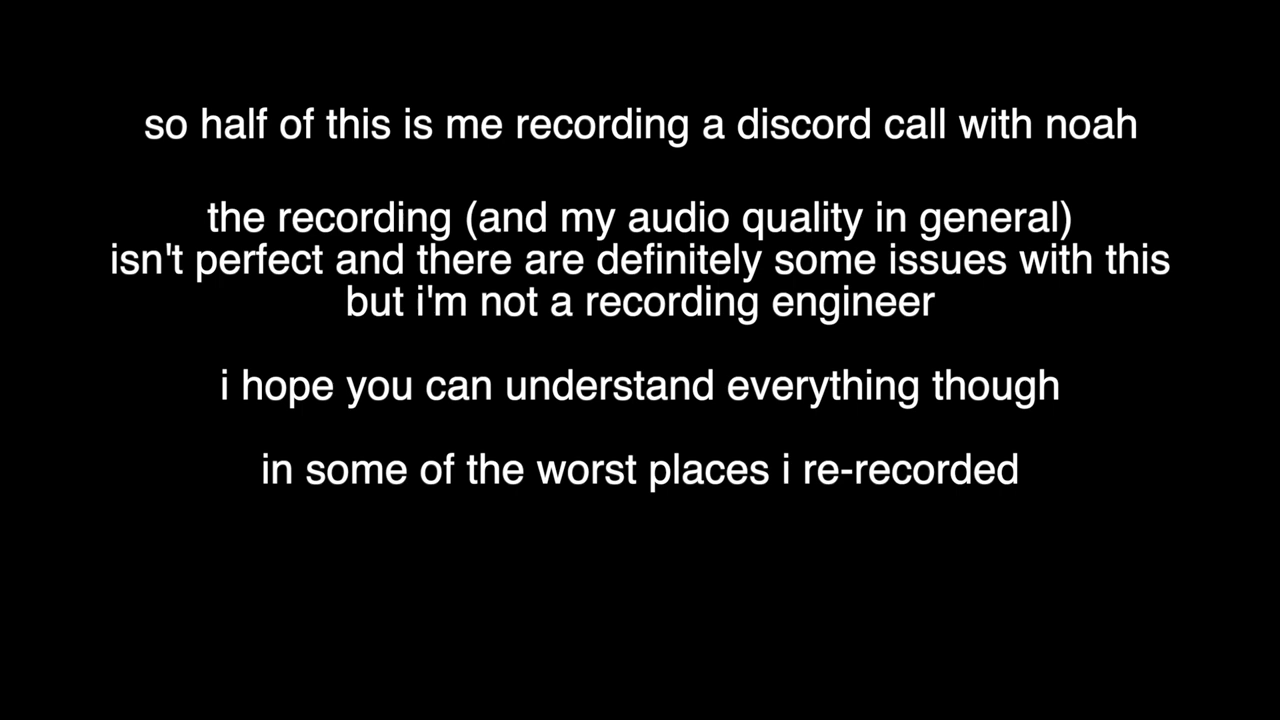 so half of this is me recording a discord call with noah
the recording (and my audio quality in general)
isn't perfect and there are definitely some issues with this
but i'm not a recording engineer
i hope you can understand everything though
in some of the worst places i re-recorded